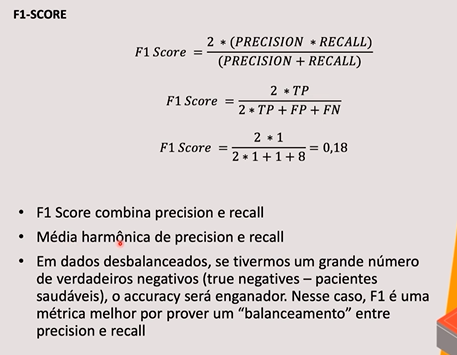 F1-SCORE
F1 Score = 2 * (PRECISION * RECALL) / (PRECISION + RECALL)
F1 Score = 2 * TP / 2 * TP + FP + FN
F1 Score = 2 * 1 / 2 * 1 + 1 + 8 = 0,18
• F1 Score combina precision e recall
• Média harmônica de precision e recall
• Em dados desbalanceados, se tivermos um grande número
de verdadeiros negativos (true negatives – pacientes
saudáveis), o accuracy será enganador. Nesse caso, F1 é uma
métrica melhor por prover um “balanceamento” entre
precision e recall